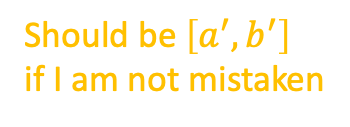 Should be [a′, b′]
if I am not mistaken